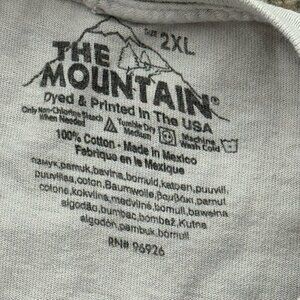 Size 2XL
THE
MOUNTAIN®
Dyed & Printed In The USA
Only Non-Chlorine Bleach When Needed
Tumble Dry Medium
Machine Wash Cold
100% Cotton - Made in Mexico
Fabrique en le Mexique
памук, pamuk, bavlna, bomuld, katoen, puuvill,
puuvillaa, coton, Baumwolle, βαμβάκι, pamut
cotone, kokvilna, medvilnė, bomull, bawełna
algodão, bumbac, bombaž, Kutna
algodón, pambuk, bomull
RN# 96926